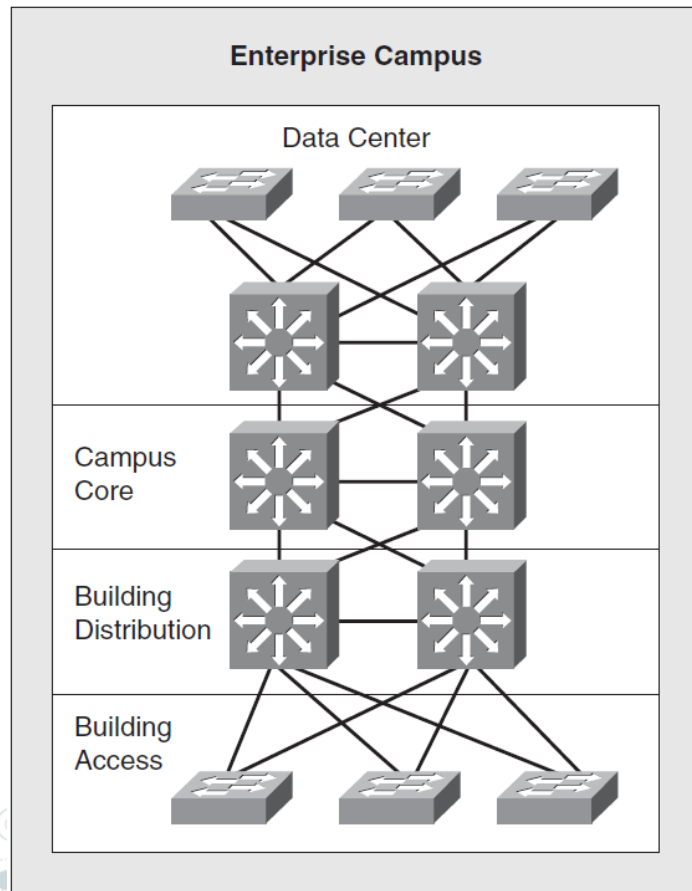 Enterprise Campus
Data Center
Campus
Core
Building
Distribution
Building
Access